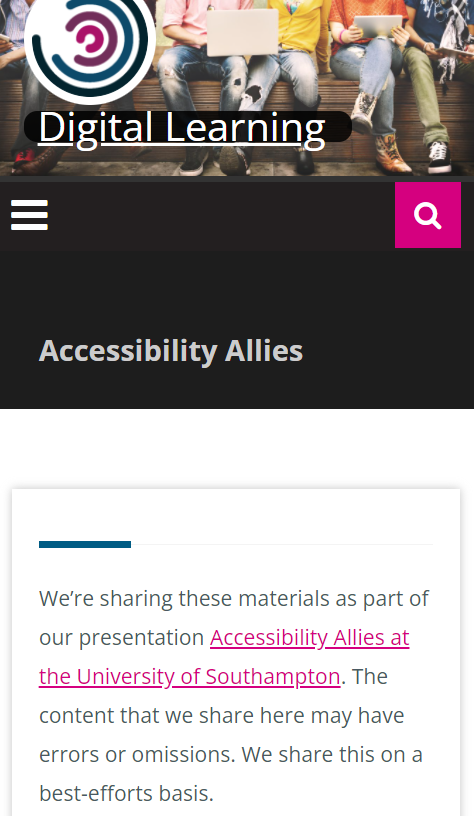 Digital Learning
Accessibility Allies
We’re sharing these materials as part of
our presentation Accessibility Allies at
the University of Southampton. The
content that we share here may have
errors or omissions. We share this on a
best-efforts basis.